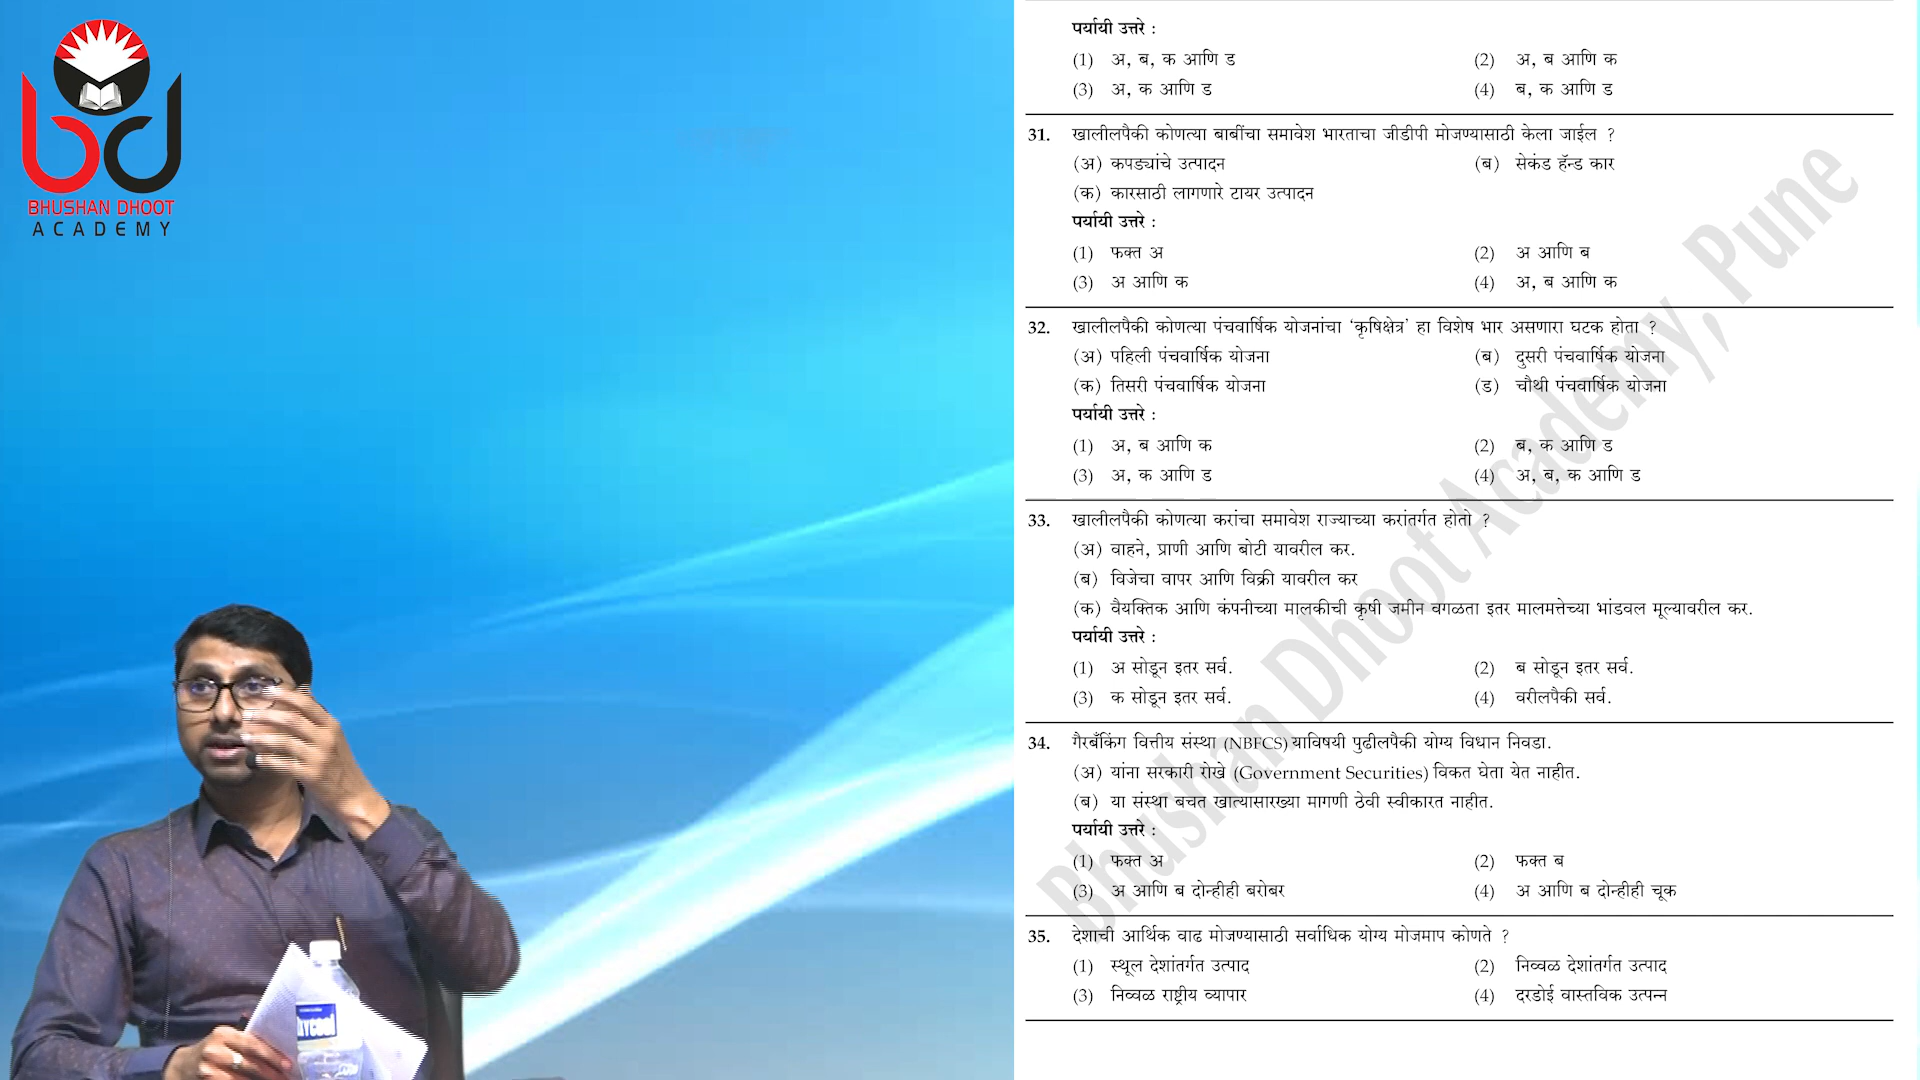 BHUSHAN DHOOT
ACADEMY
पर्यायी उत्तरे :
(1) अ, ब, क आणि ड (2) अ, ब आणि क
(3) अ, क आणि ड (4) ब, क आणि ड
31. खालीलपैकी कोणत्या बाबींचा समावेश भारताचा जीडीपी मोजण्यासाठी केला जाईल ?
(अ) कपड्यांचे उत्पादन (ब) सेकंड हॅन्ड कार
(क) कारसाठी लागणारे टायर उत्पादन
पर्यायी उत्तरे :
(1) फक्त अ (2) अ आणि ब
(3) अ आणि क (4) अ, ब आणि क
32. खालीलपैकी कोणत्या पंचवार्षिक योजनांचा ‘कृषिक्षेत्र’ हा विशेष भार असणारा घटक होता ?
(अ) पहिली पंचवार्षिक योजना (ब) दुसरी पंचवार्षिक योजना
(क) तिसरी पंचवार्षिक योजना (ड) चौथी पंचवार्षिक योजना
पर्यायी उत्तरे :
(1) अ, ब आणि क (2) ब, क आणि ड
(3) अ, क आणि ड (4) अ, ब, क आणि ड
33. खालीलपैकी कोणत्या करांचा समावेश राज्याच्या करांतर्गत होतो ?
(अ) वाहने, प्राणी आणि बोटी यावरील कर.
(ब) विजेचा वापर आणि विक्री यावरील कर
(क) वैयक्तिक आणि कंपनीच्या मालकीची कृषी जमीन वगळता इतर मालमत्तेच्या भांडवल मूल्यावरील कर.
पर्यायी उत्तरे :
(1) अ सोडून इतर सर्व. (2) ब सोडून इतर सर्व.
(3) क सोडून इतर सर्व. (4) वरीलपैकी सर्व.
34. गैरबँकिंग वित्तीय संस्था (NBFCS) याविषयी पुढीलपैकी योग्य विधान निवडा.
(अ) यांना सरकारी रोखे (Government Securities) विकत घेता येत नाहीत.
(ब) या संस्था बचत खात्यासारख्या मागणी ठेवी स्वीकारत नाहीत.
पर्यायी उत्तरे :
(1) फक्त अ (2) फक्त ब
(3) अ आणि ब दोन्हीही बरोबर (4) अ आणि ब दोन्हीही चूक
35. देशाची आर्थिक वाढ मोजण्यासाठी सर्वाधिक योग्य मोजमाप कोणते ?
(1) स्थूल देशांतर्गत उत्पाद (2) निव्वळ देशांतर्गत उत्पाद
(3) निव्वळ राष्ट्रीय व्यापार (4) दरडोई वास्तविक उत्पन्न
Bhushan Dhoot Academy, Pune